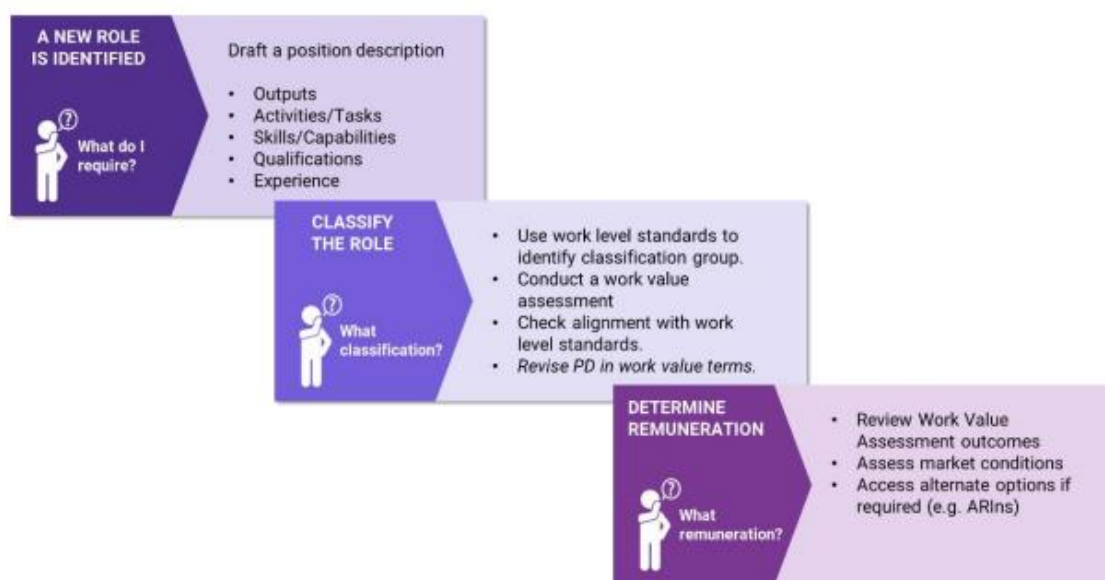 A NEW ROLE
IS IDENTIFIED
?
What do I
require?
Draft a position description
• Outputs
• Activities/Tasks
• Skills/Capabilities
• Qualifications
• Experience
CLASSIFY
THE ROLE
?
What
classification?
• Use work level standards to
identify classification group.
• Conduct a work value
assessment
• Check alignment with work
level standards.
• Revise PD in work value terms.
DETERMINE
REMUNERATION
?
What
remuneration?
• Review Work Value
Assessment outcomes
• Assess market conditions
• Access alternate options if
required (e.g. ARIns)